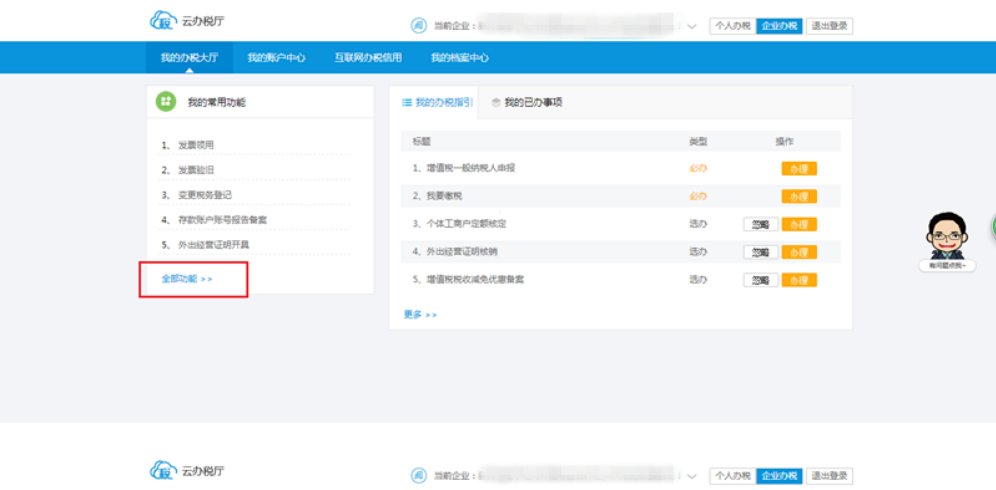 云办税厅
当前企业：
个人办税 企业办税 退出登录
我的办税大厅 我的账户中心 互联网办税信用 我的档案中心
我的常用功能
1、 发票领用
2、 发票验旧
3、 变更税务登记
4、 存款账户账号报告备案
5、 外出经营证明开具
全部功能 >>
我的办税指引 我的已办事项
标题 类型 操作
1、增值税一般纳税人申报 必办 办理
2、我要缴税 必办 办理
3、个体工商户定额核定 选办 忽略 办理
4、外出经营证明核销 选办 忽略 办理
5、增值税税收减免优惠备案 选办 忽略 办理
更多 >>
有问题点我~
云办税厅
当前企业：
个人办税 企业办税 退出登录